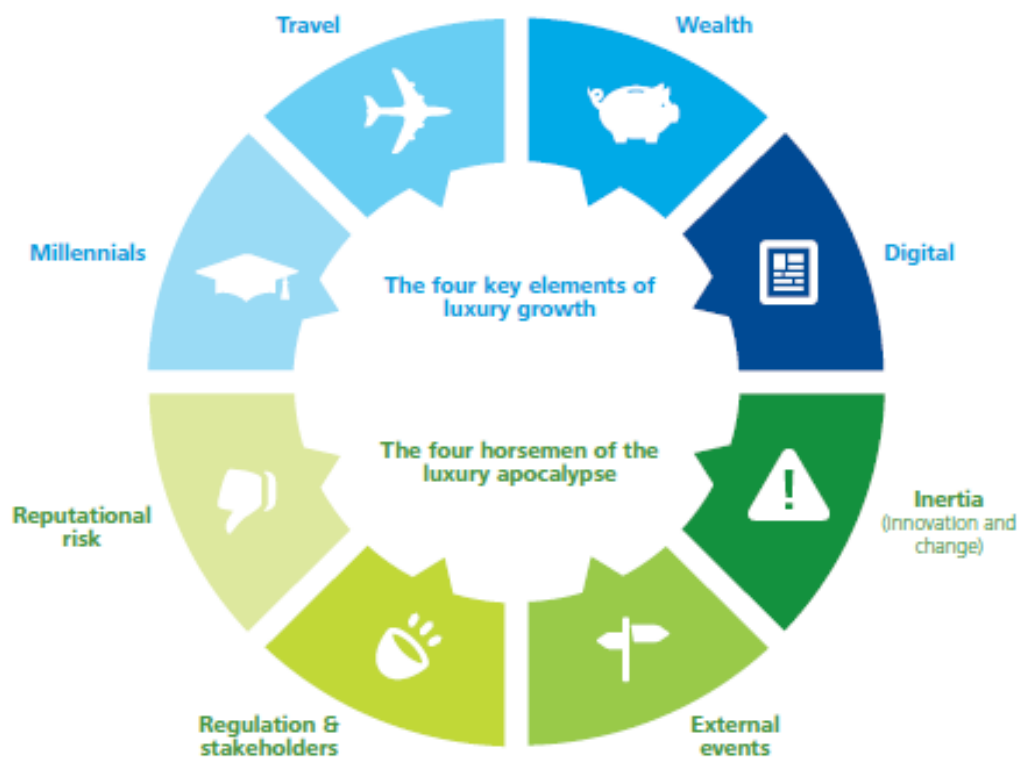 Travel
Wealth
Millennials
Digital
The four key elements of
luxury growth
The four horsemen of the
luxury apocalypse
Reputational
risk
Inertia
(innovation and
change)
Regulation &
stakeholders
External
events